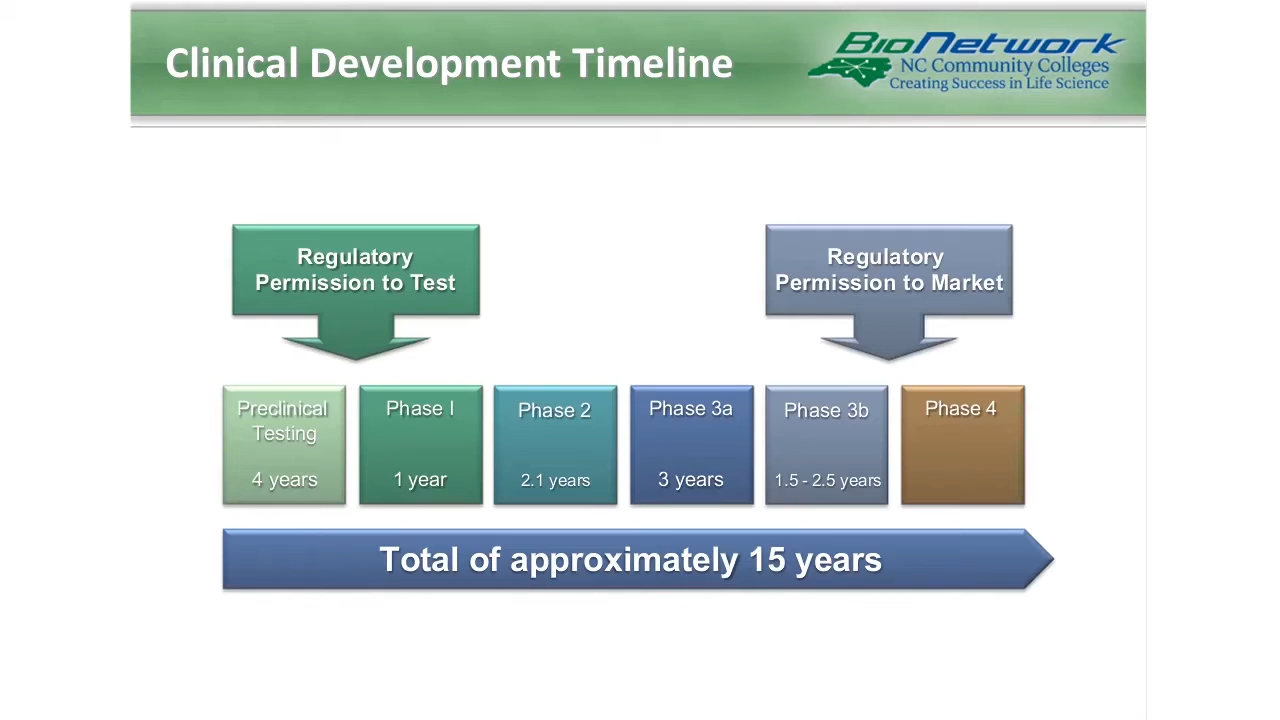 Clinical Development Timeline
BioNetwork
NC Community Colleges
Creating Success in Life Science
Regulatory
Permission to Test
Regulatory
Permission to Market
Preclinical
Testing
4 years
Phase I
1 year
Phase 2
2.1 years
Phase 3a
3 years
Phase 3b
1.5 - 2.5 years
Phase 4
Total of approximately 15 years